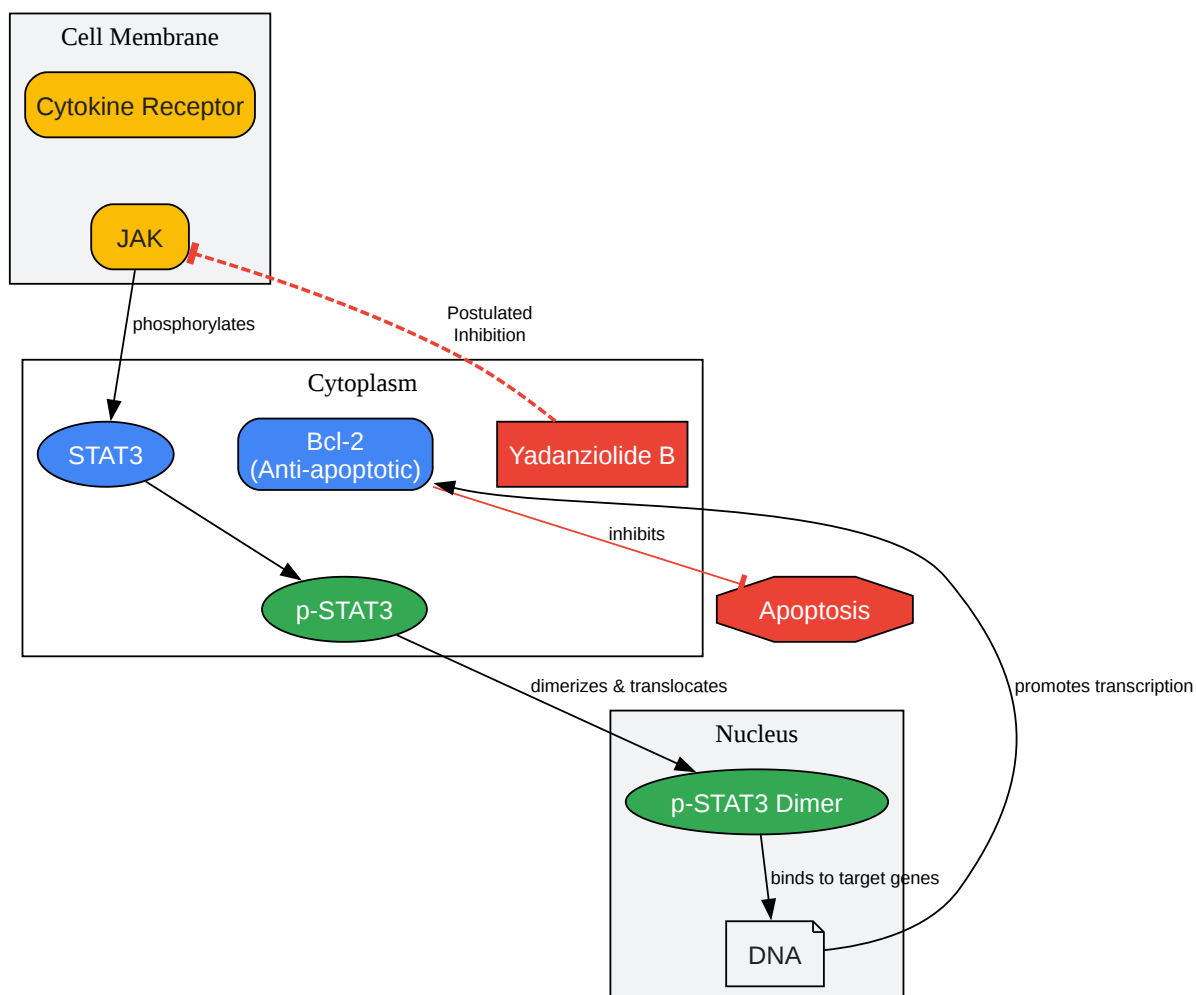 Cell Membrane
Cytokine Receptor
JAK
phosphorylates
Postulated
Inhibition
Cytoplasm
STAT3
Bcl-2
(Anti-apoptotic)
Yadanziolide B
inhibits
p-STAT3
Apoptosis
dimerizes & translocates
promotes transcription
Nucleus
p-STAT3 Dimer
binds to target genes
DNA